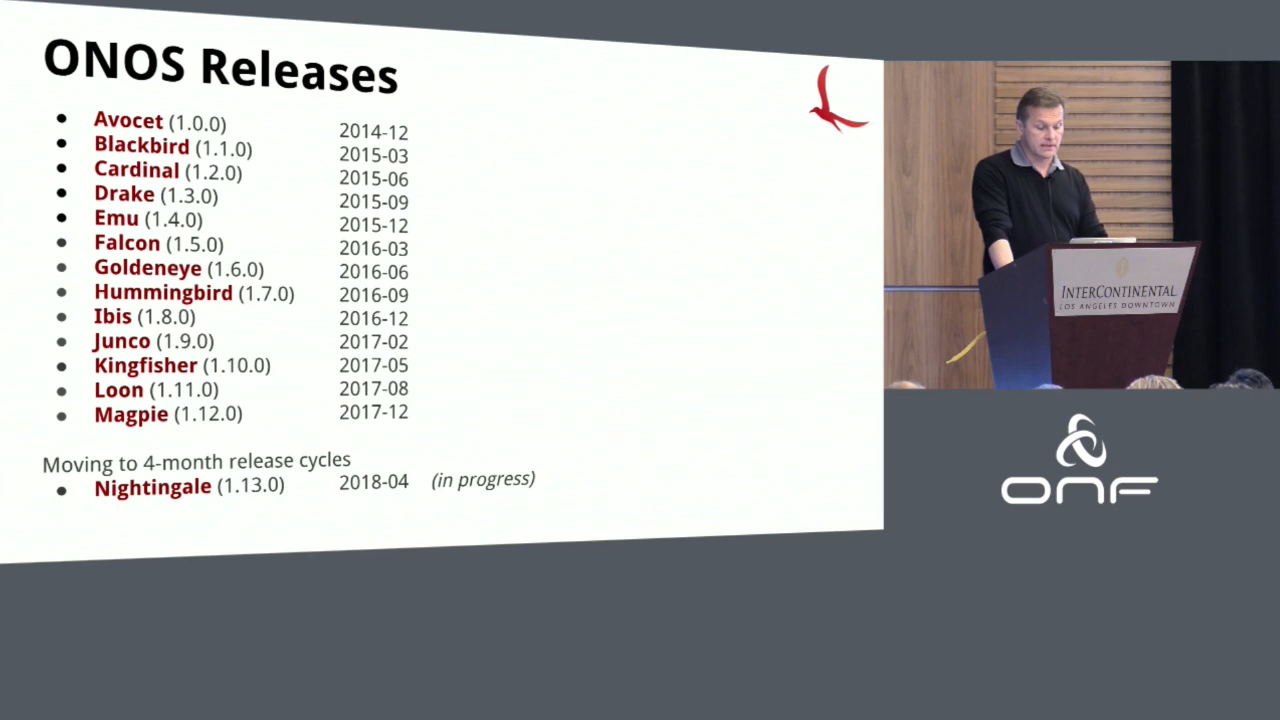 ONOS Releases
• Avocet (1.0.0) 2014-12
• Blackbird (1.1.0) 2015-03
• Cardinal (1.2.0) 2015-06
• Drake (1.3.0) 2015-09
• Emu (1.4.0) 2015-12
• Falcon (1.5.0) 2016-03
• Goldeneye (1.6.0) 2016-06
• Hummingbird (1.7.0) 2016-09
• Ibis (1.8.0) 2016-12
• Junco (1.9.0) 2017-02
• Kingfisher (1.10.0) 2017-05
• Loon (1.11.0) 2017-08
• Magpie (1.12.0) 2017-12
Moving to 4-month release cycles
• Nightingale (1.13.0) 2018-04 (in progress)
INTERCONTINENTAL
LOS ANGELES DOWNTOWN
ONF